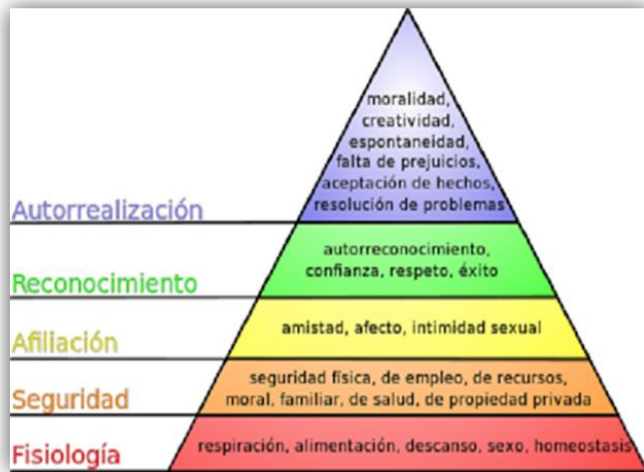 moralidad,
creatividad,
espontaneidad,
falta de prejuicios,
aceptación de hechos,
resolución de problemas
Autorrealización
autorreconocimiento,
confianza, respeto, éxito
Reconocimiento
amistad, afecto, intimidad sexual
Afiliación
seguridad física, de empleo, de recursos,
moral, familiar, de salud, de propiedad privada
Seguridad
respiración, alimentación, descanso, sexo, homeostasis
Fisiología